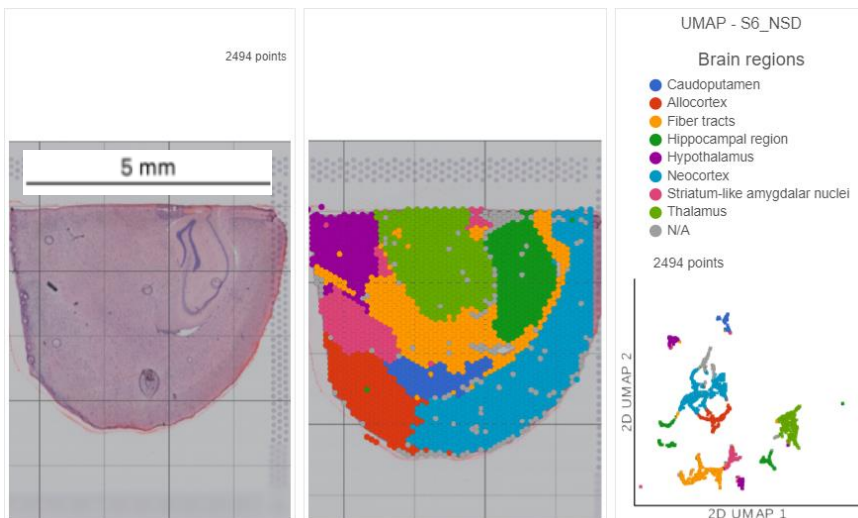 2494 points
5 mm
UMAP - S6_NSD
Brain regions
Caudoputamen
Allocortex
Fiber tracts
Hippocampal region
Hypothalamus
Neocortex
Striatum-like amygdalar nuclei
Thalamus
N/A
2494 points
2D UMAP 2
2D UMAP 1